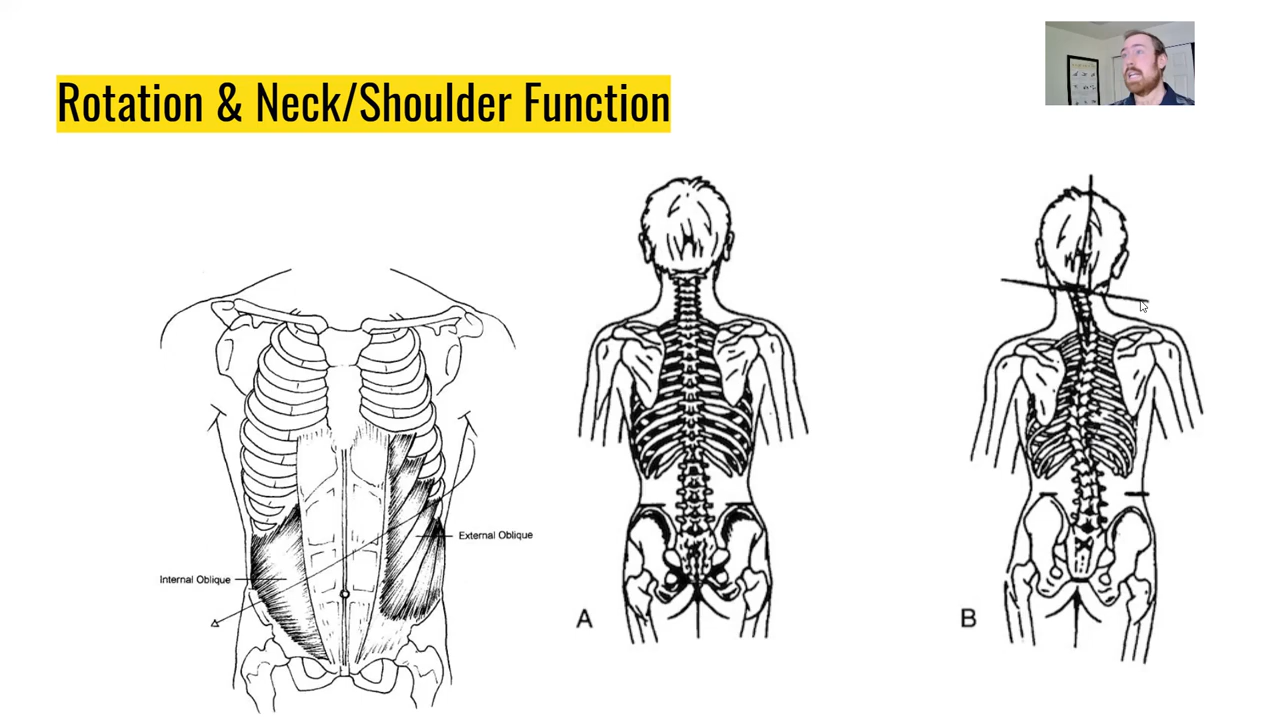 Rotation & Neck/Shoulder Function
External Oblique
Internal Oblique
A
B